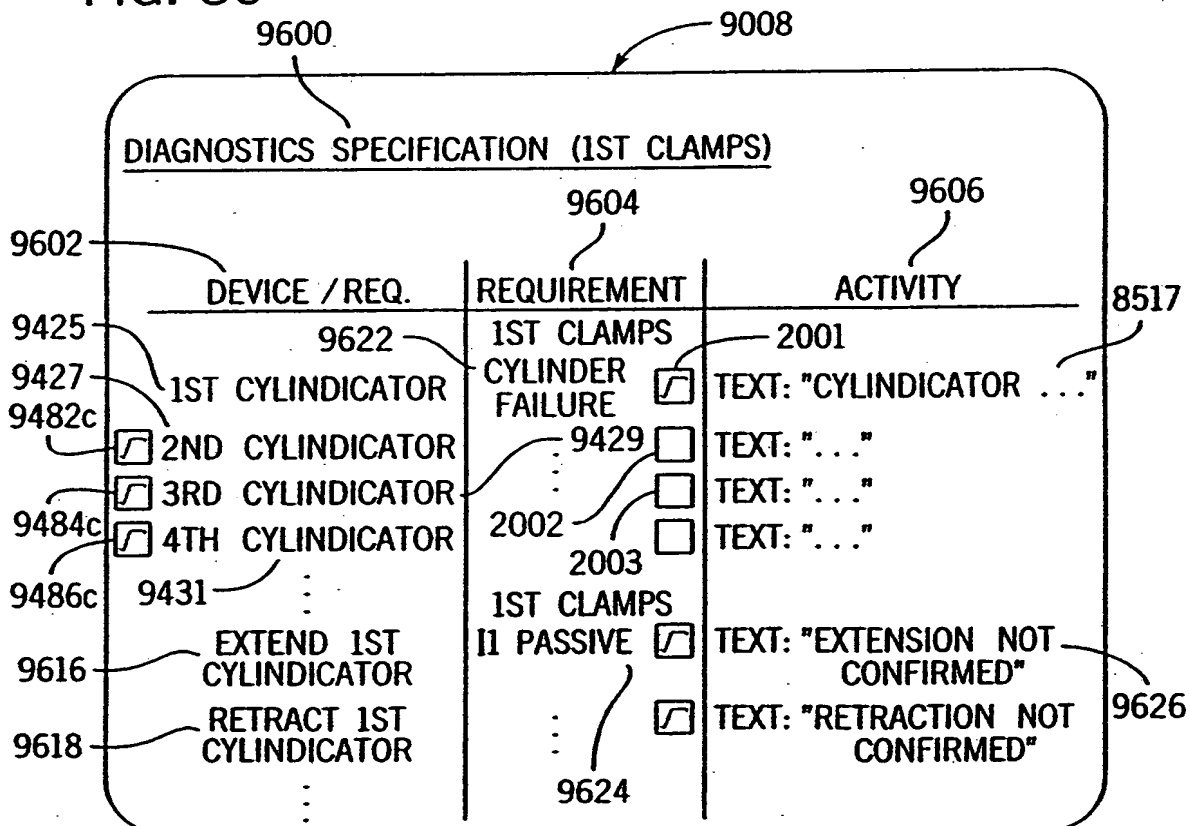 9600
9008
DIAGNOSTICS SPECIFICATION (1ST CLAMPS)
9604
9606
9602
DEVICE / REQ.
REQUIREMENT
ACTIVITY
8517
9425
9622
1ST CLAMPS
2001
9427
1ST CYLINDICATOR
CYLINDER
FAILURE
TEXT: "CYLINDICATOR ..."
9482c
2ND CYLINDICATOR
9429
TEXT: "..."
3RD CYLINDICATOR
TEXT: "..."
9484c
2002
4TH CYLINDICATOR
TEXT: "..."
2003
9486c
9431
1ST CLAMPS
EXTEND 1ST
CYLINDICATOR
I1 PASSIVE
TEXT: "EXTENSION NOT
CONFIRMED"
9616
9626
RETRACT 1ST
CYLINDICATOR
TEXT: "RETRACTION NOT
CONFIRMED"
9618
9624